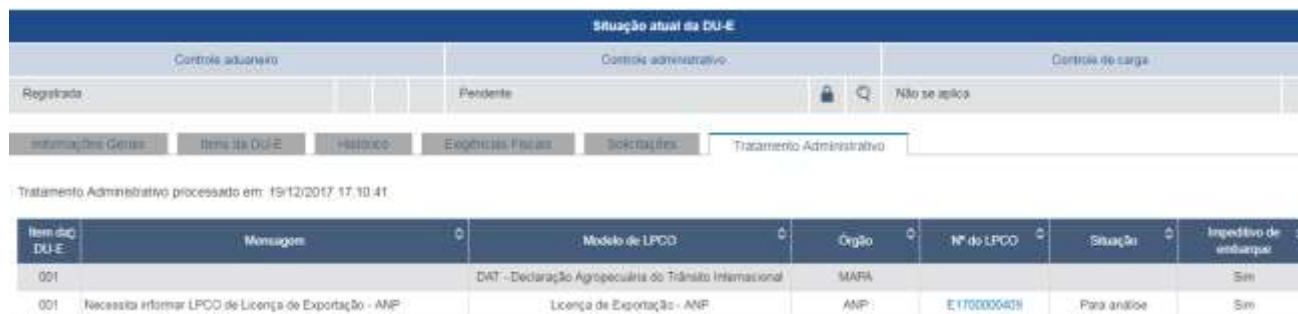 Situação atual da DU-E
Controle aduaneiro Controle administrativo Controle de carga
Registrada Pendente Não se aplica
Informações Gerais Itens da DU-E Histórico Exigências Fiscais Solicitações Tratamento Administrativo
Tratamento Administrativo processado em: 19/12/2017 17:10:41
Item da DU-E Mensagem Modelo de LPCO Órgão Nº do LPCO Situação Impeditivo de embarque
001 DAT - Declaração Agropecuária do Trânsito Internacional MAPA Sim
001 Necessita informar LPCO de Licença de Exportação - ANP Licença de Exportação - ANP ANP E1700000409 Para análise Sim